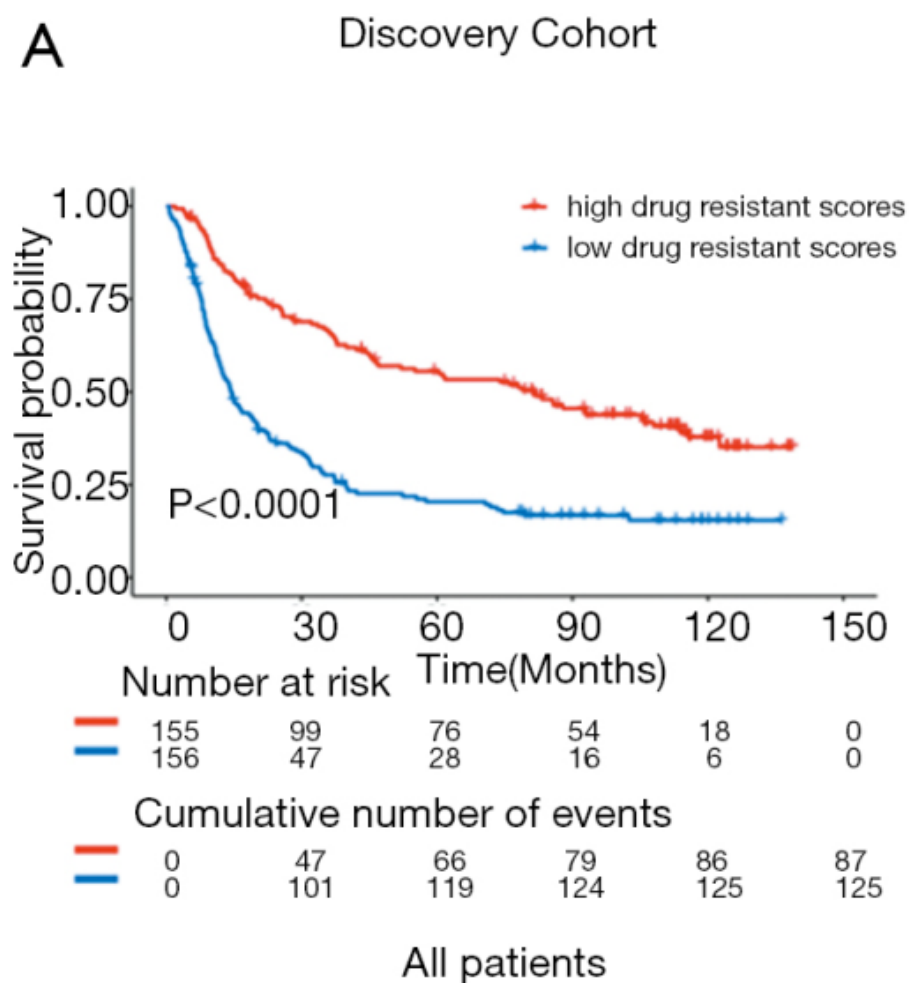 A
Discovery Cohort
high drug resistant scores
low drug resistant scores
Survival probability
1.00
0.75
0.50
0.25
0.00
P<0.0001
0 30 60 90 120 150
Time(Months)
Number at risk
155 99 76 54 18 0
156 47 28 16 6 0
Cumulative number of events
0 47 66 79 86 87
0 101 119 124 125 125
All patients